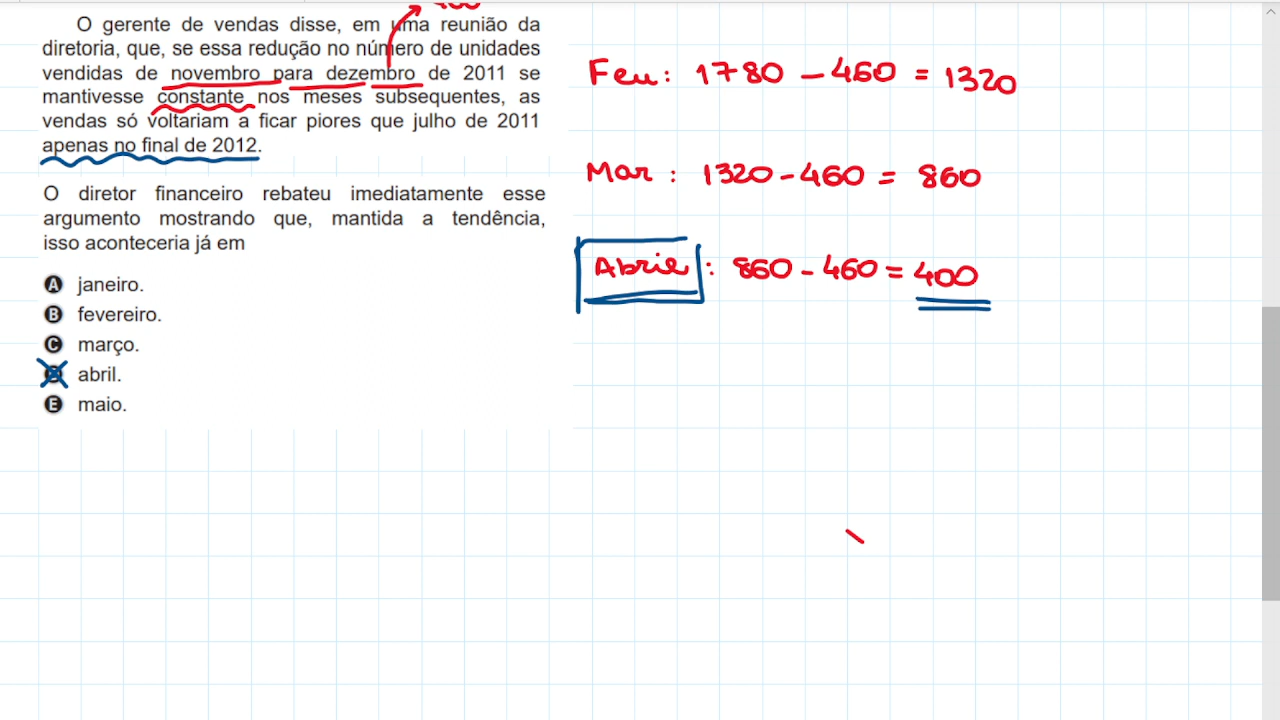 O gerente de vendas disse, em uma reunião da
diretoria, que, se essa redução no número de unidades
vendidas de novembro para dezembro de 2011 se
mantivesse constante nos meses subsequentes, as
vendas só voltariam a ficar piores que julho de 2011
apenas no final de 2012.
O diretor financeiro rebateu imediatamente esse
argumento mostrando que, mantida a tendência,
isso aconteceria já em
A janeiro.
B fevereiro.
C março.
abril.
E maio.
Feu: 1780 - 460 = 1320
Mar: 1320 - 460 = 860
Abril: 860 - 460 = 400